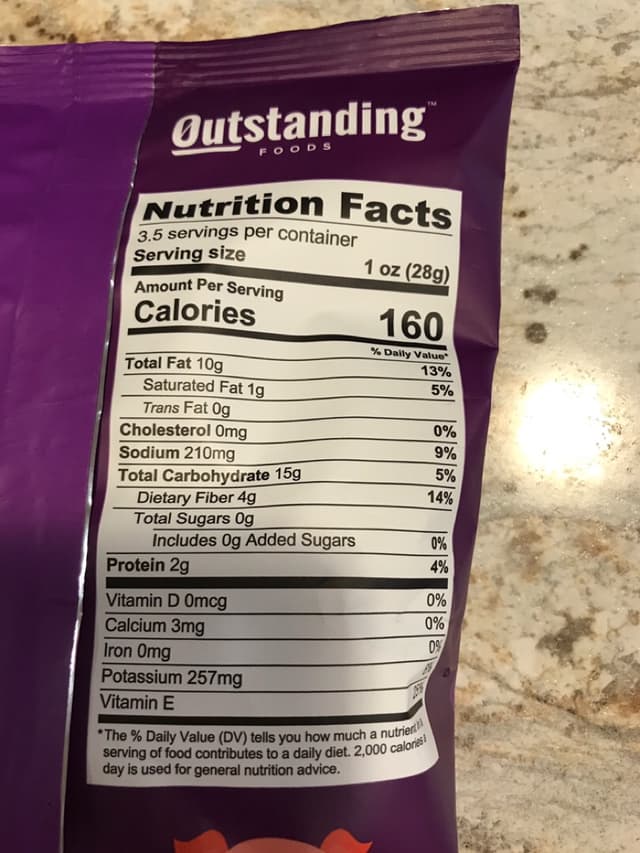 Outstanding™
FOODS
Nutrition Facts
3.5 servings per container
Serving size 1 oz (28g)
Amount Per Serving
Calories 160
% Daily Value*
Total Fat 10g 13%
Saturated Fat 1g 5%
Trans Fat 0g
Cholesterol 0mg 0%
Sodium 210mg 9%
Total Carbohydrate 15g 5%
Dietary Fiber 4g 14%
Total Sugars 0g
Includes 0g Added Sugars 0%
Protein 2g 4%
Vitamin D 0mcg 0%
Calcium 3mg 0%
Iron 0mg 0%
Potassium 257mg
Vitamin E
*The % Daily Value (DV) tells you how much a nutrient
serving of food contributes to a daily diet. 2,000 calories
day is used for general nutrition advice.